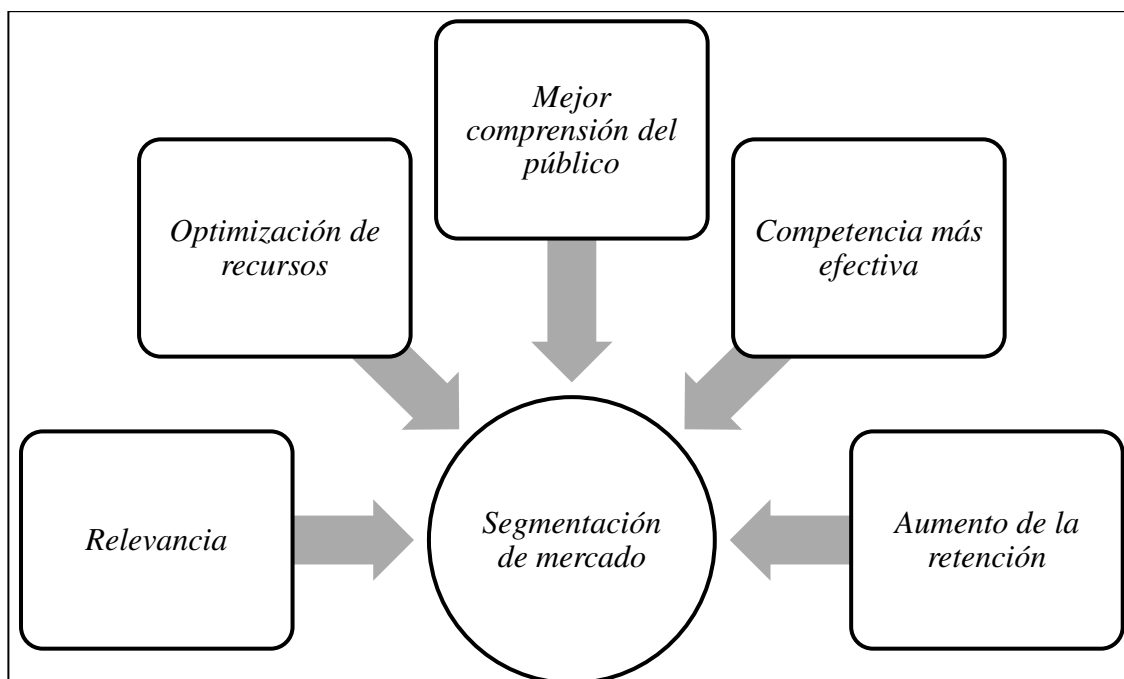 Mejor
comprensión del
público
Optimización de
recursos
Competencia más
efectiva
Relevancia
Segmentación
de mercado
Aumento de la
retención